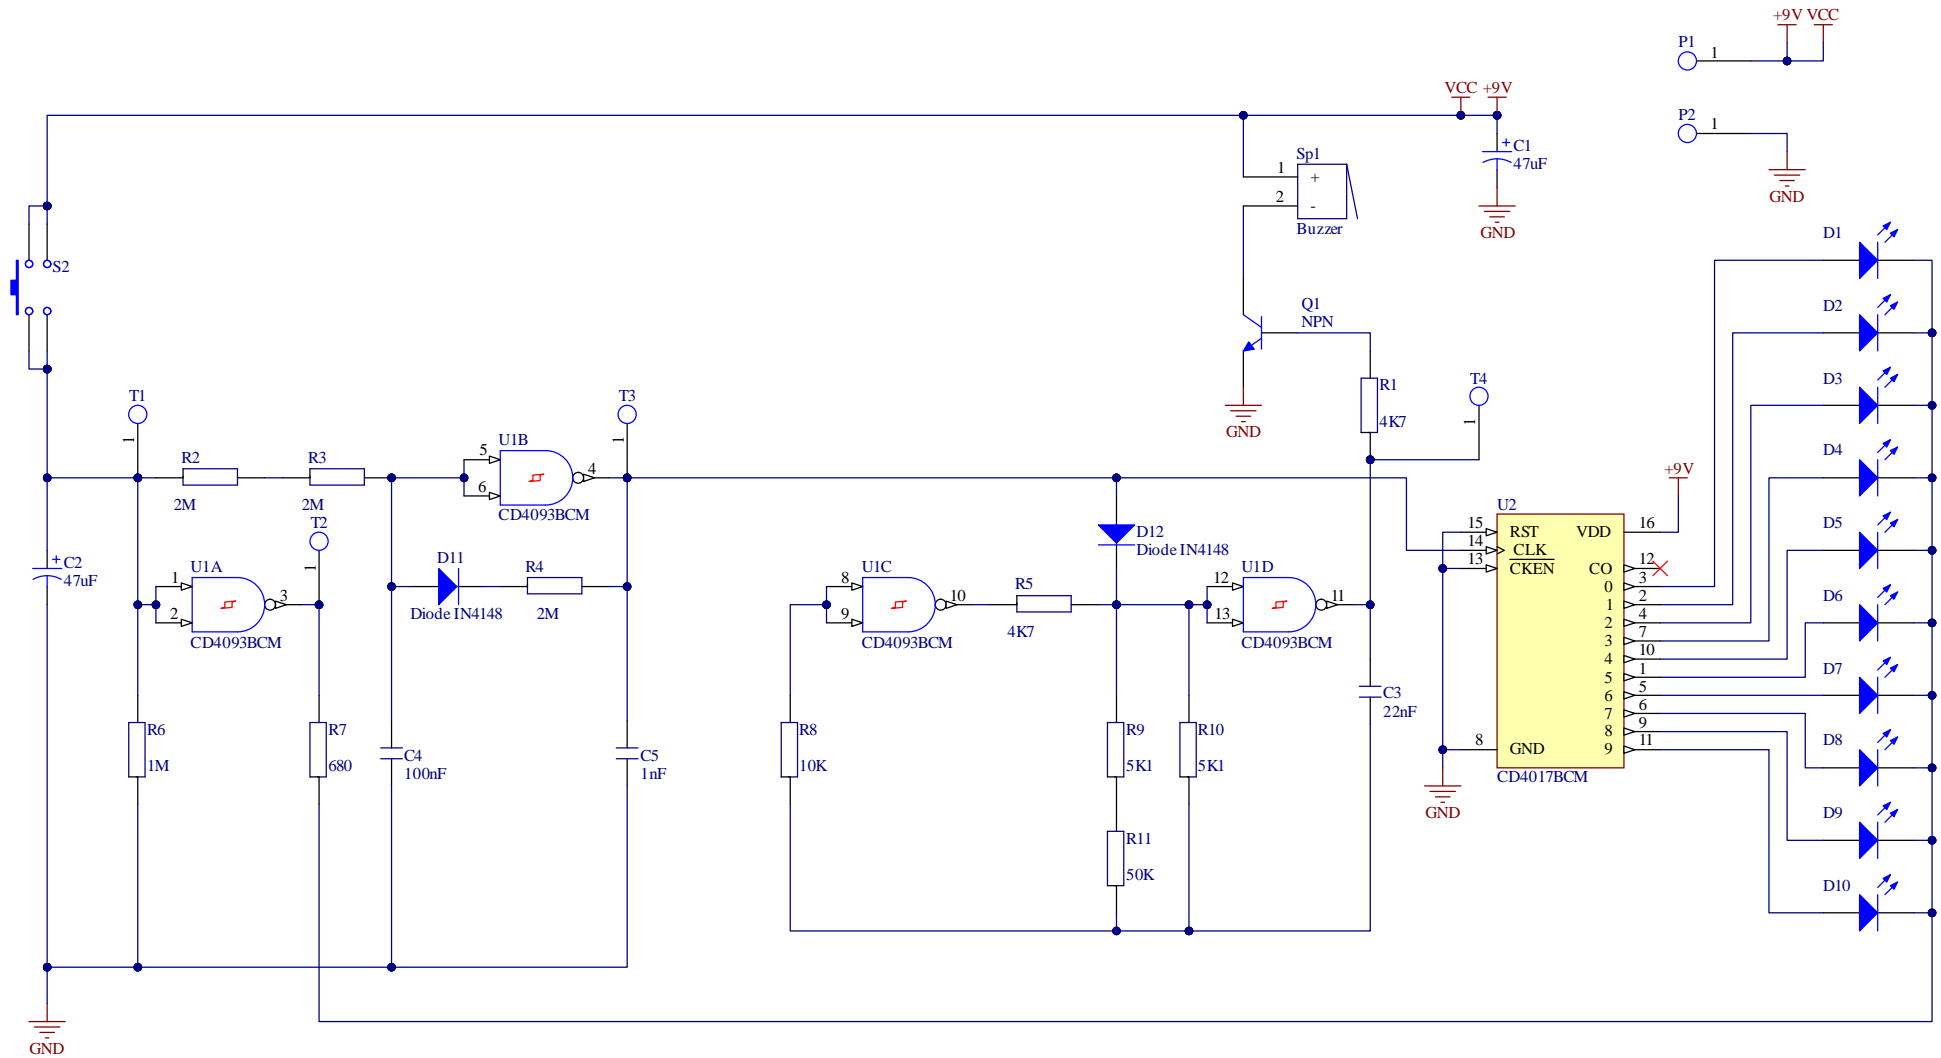 +9V VCC
P1
1
VCC +9V
P2
1
+
C1
47uF
Sp1
1
+
2
-
Buzzer
GND
GND
S2
D1
Q1
NPN
D2
T1
1
T3
1
R1
4K7
T4
1
D3
GND
R2
2M
R3
2M
U1B
5
6
4
CD4093BCM
D4
+9V
T2
1
U2
15
RST
VDD
16
14
CLK
13
CKEN
CO
12
0
3
1
2
2
4
3
7
4
10
5
1
6
5
7
6
8
9
9
11
8
GND
CD4017BCM
GND
D5
D6
D7
D8
D9
D10
+
C2
47uF
U1A
1
2
3
CD4093BCM
D11
Diode IN4148
R4
2M
U1C
8
9
10
CD4093BCM
R5
4K7
D12
Diode IN4148
U1D
12
13
11
CD4093BCM
C3
22nF
R6
1M
R7
680
C4
100nF
C5
1nF
R8
10K
R9
5K1
R10
5K1
R11
50K
GND